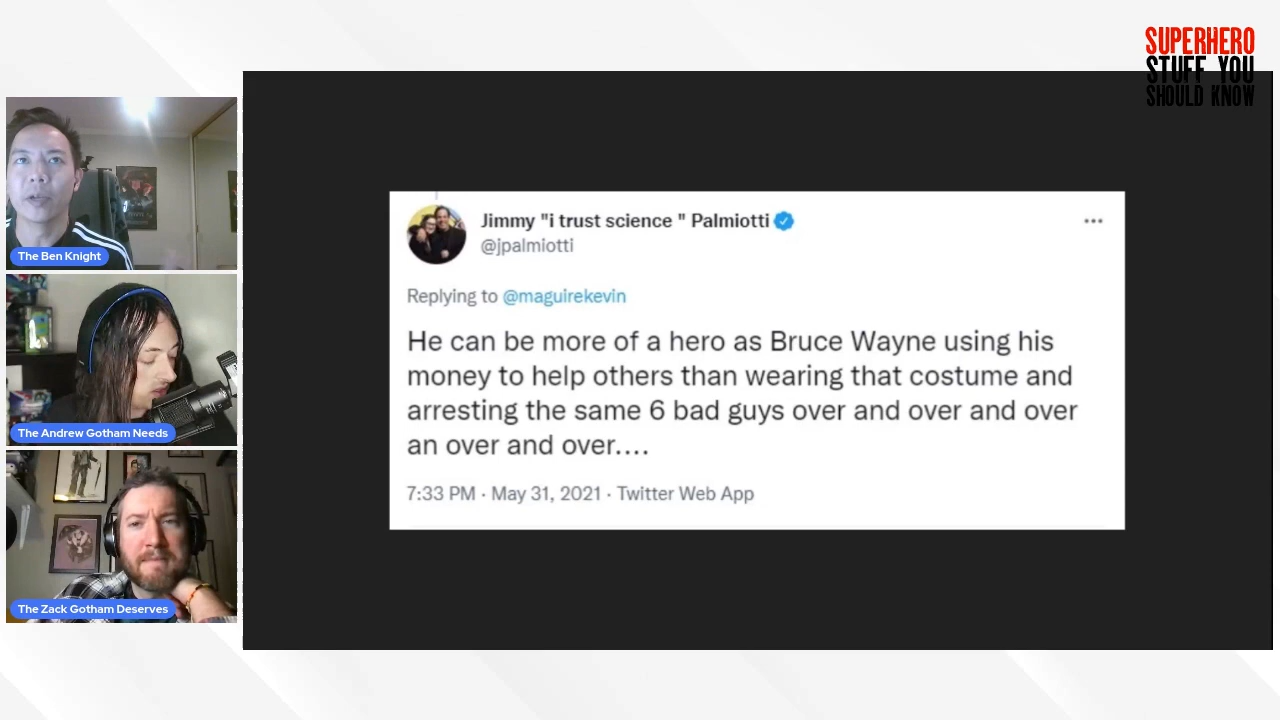 SUPERHERO
STUFF YOU
SHOULD KNOW
The Ben Knight
The Andrew Gotham Needs
The Zack Gotham Deserves
Jimmy "i trust science " Palmiotti
@jpalmiotti
Replying to @maguirekevin
He can be more of a hero as Bruce Wayne using his
money to help others than wearing that costume and
arresting the same 6 bad guys over and over and over
an over and over....
7:33 PM · May 31, 2021 · Twitter Web App